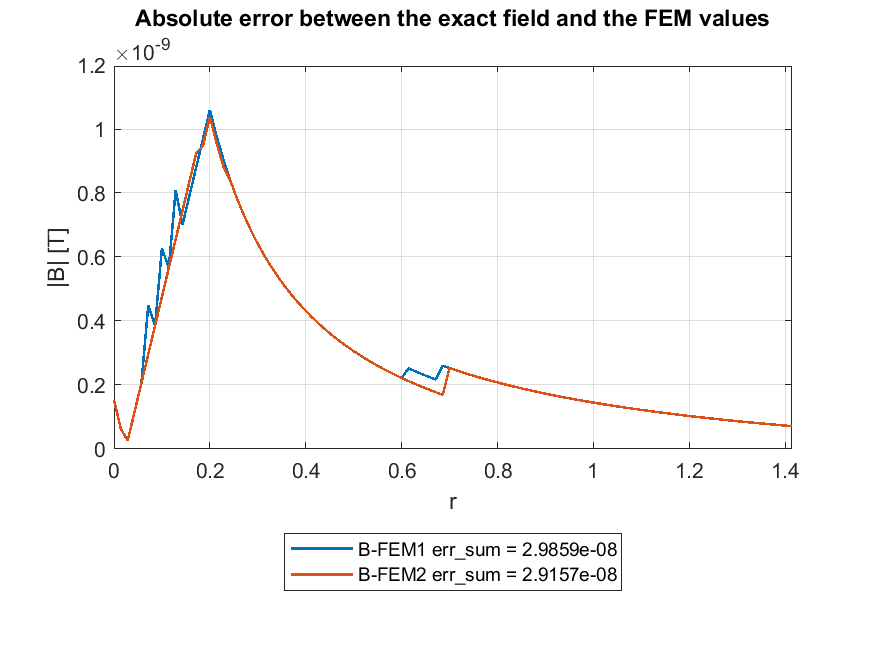 Absolute error between the exact field and the FEM values
×10^-9
1.2
1
0.8
0.6
0.4
0.2
0
|B| [T]
0 0.2 0.4 0.6 0.8 1 1.2 1.4
r
B-FEM1 err_sum = 2.9859e-08
B-FEM2 err_sum = 2.9157e-08